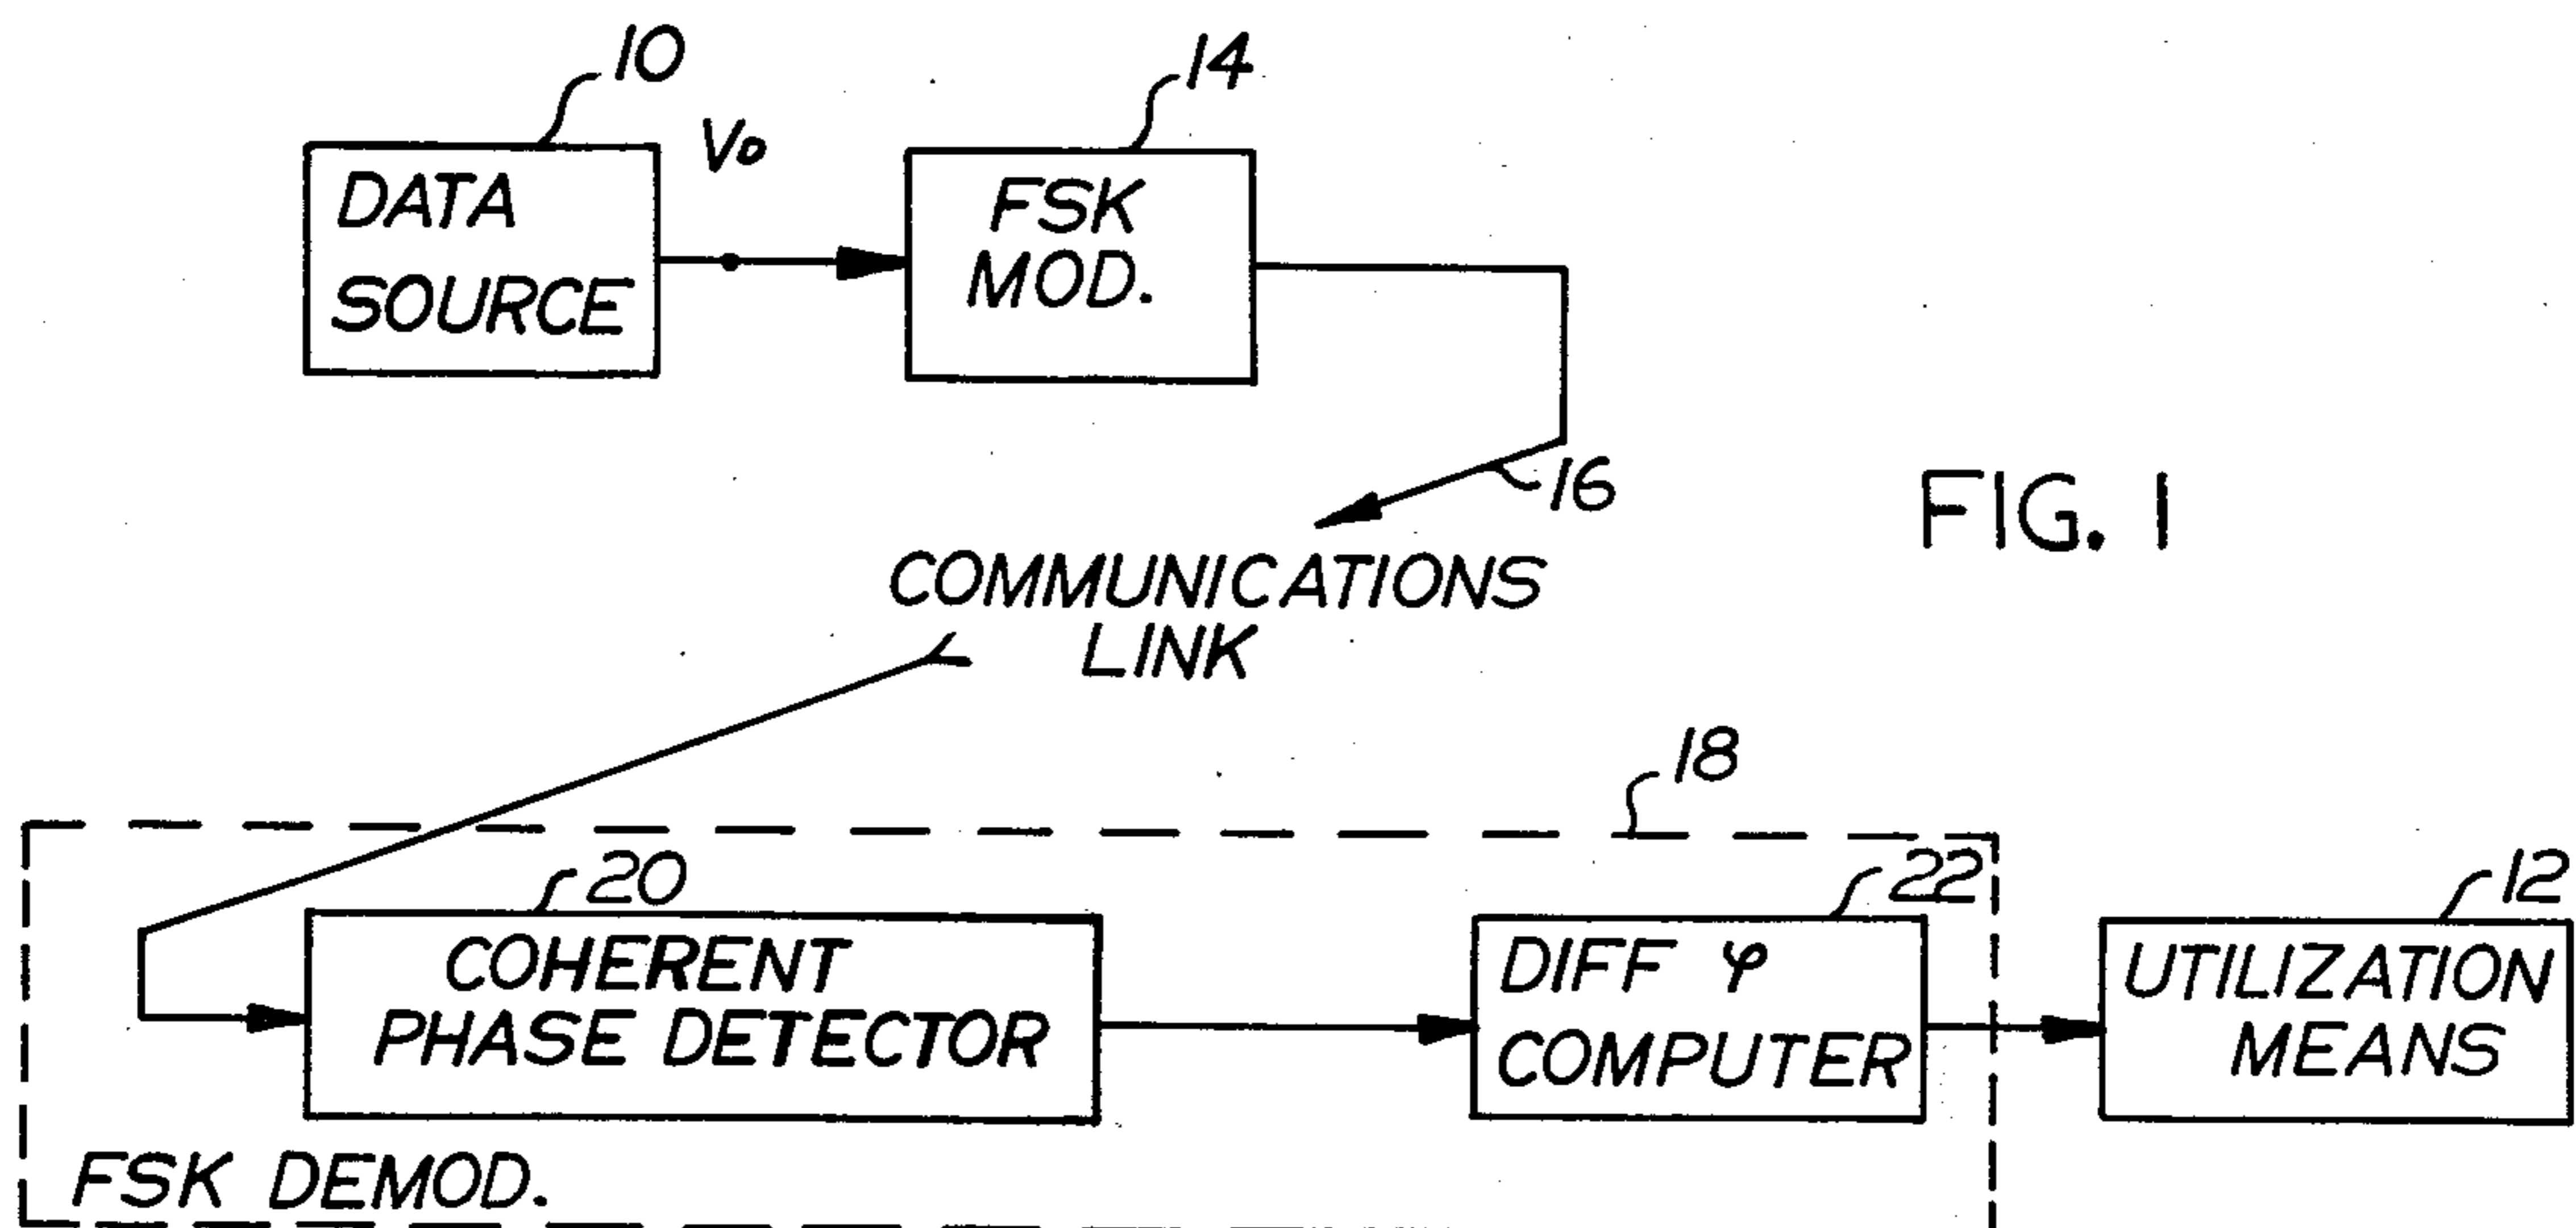 10
14
Vo
DATA
SOURCE
FSK
MOD.
16
FIG. 1
COMMUNICATIONS
LINK
18
20
22
12
COHERENT
PHASE DETECTOR
DIFF φ
COMPUTER
UTILIZATION
MEANS
FSK DEMOD.